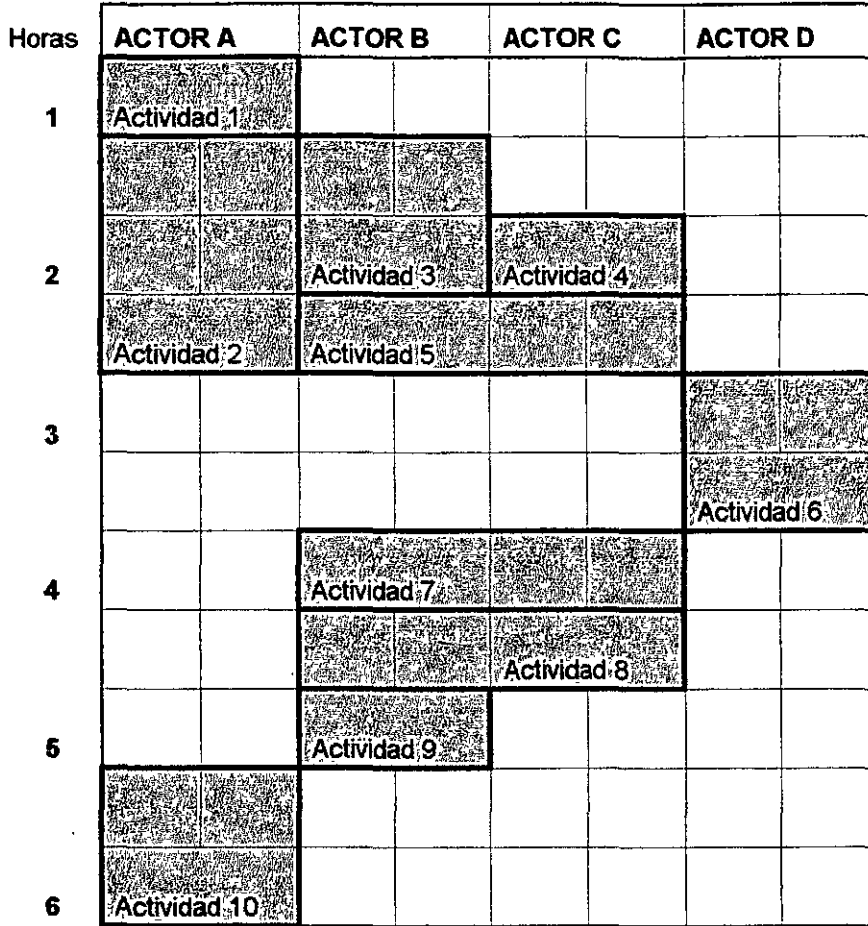 Horas ACTOR A ACTOR B ACTOR C ACTOR D
1 Actividad 1
2 Actividad 3 Actividad 4
Actividad 2 Actividad 5
3
Actividad 6
4 Actividad 7
Actividad 8
5 Actividad 9
6 Actividad 10